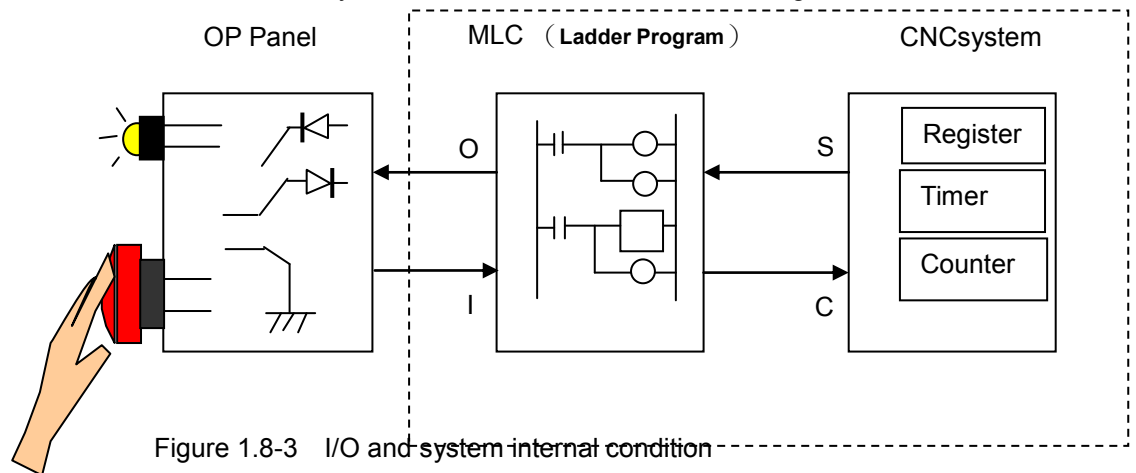 OP Panel MLC （Ladder Program） CNCsystem
O S Register
Timer
Counter
I C
Figure 1.8-3 I/O and system internal condition